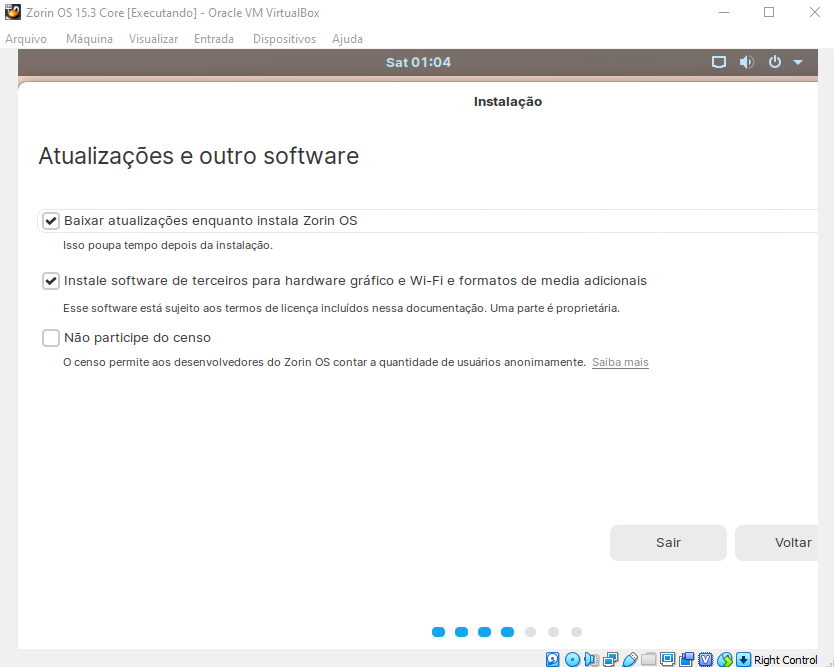 Zorin OS 15.3 Core [Executando] - Oracle VM VirtualBox
Arquivo Máquina Visualizar Entrada Dispositivos Ajuda
Sat 01:04
Instalação
Atualizações e outro software
Baixar atualizações enquanto instala Zorin OS
Isso poupa tempo depois da instalação.
Instale software de terceiros para hardware gráfico e Wi-Fi e formatos de media adicionais
Esse software está sujeito aos termos de licença incluídos nessa documentação. Uma parte é proprietária.
Não participe do censo
O censo permite aos desenvolvedores do Zorin OS contar a quantidade de usuários anonimamente. Saiba mais
Sair Voltar
Right Control